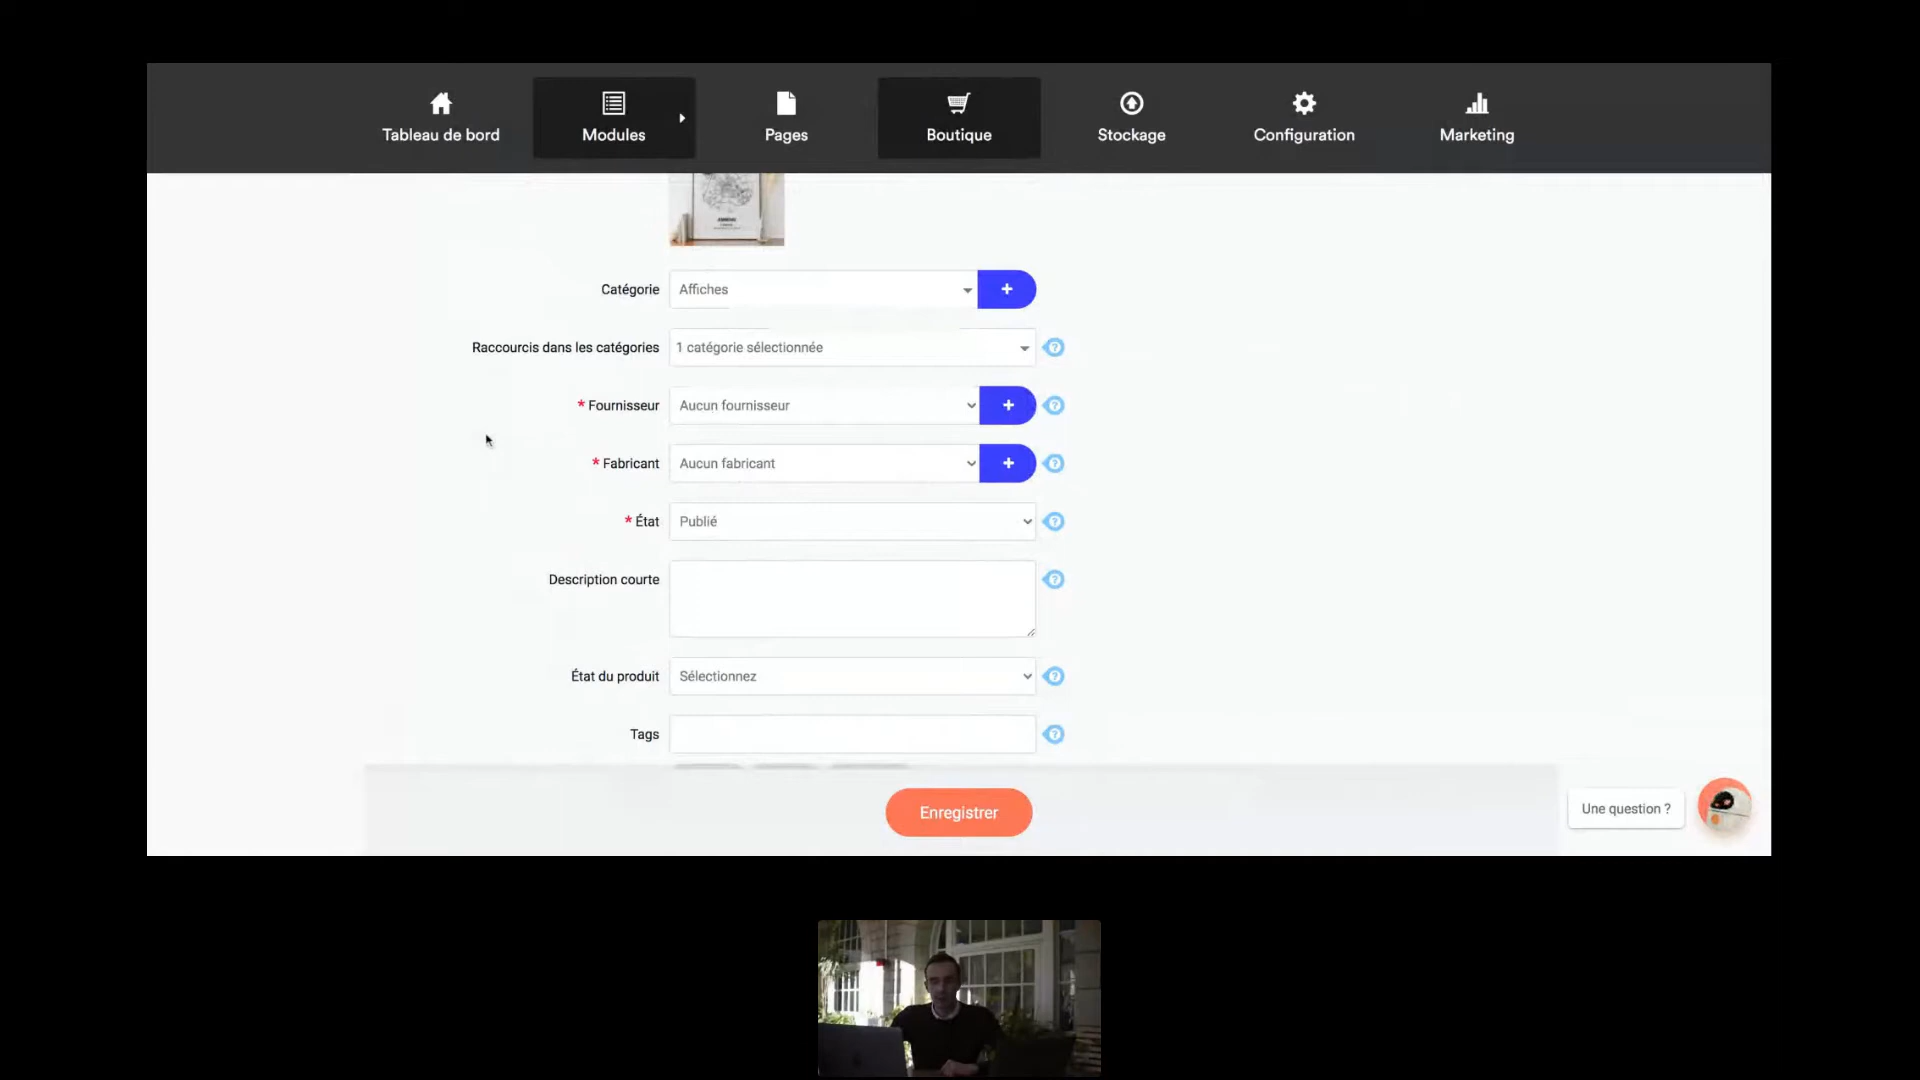 Tableau de bord
Modules
Pages
Boutique
Stockage
Configuration
Marketing
Catégorie
Affiches
+
Raccourcis dans les catégories
1 catégorie sélectionnée
?
* Fournisseur
Aucun fournisseur
+
?
* Fabricant
Aucun fabricant
+
?
* État
Publié
?
Description courte
?
État du produit
Sélectionnez
?
Tags
?
Enregistrer
Une question ?